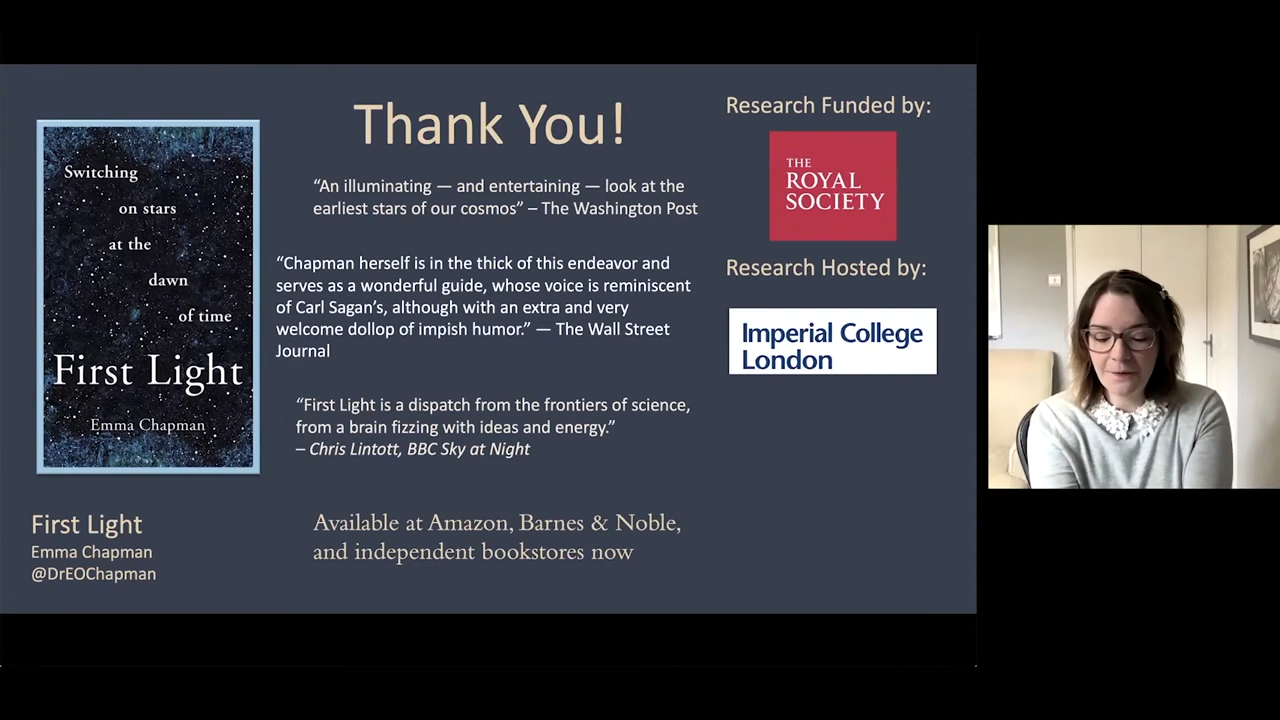 Switching
on stars
at the
dawn
of time
First Light
Emma Chapman
First Light
Emma Chapman
@DrEOChapman
Thank You!
“An illuminating — and entertaining — look at the
earliest stars of our cosmos” – The Washington Post
“Chapman herself is in the thick of this endeavor and
serves as a wonderful guide, whose voice is reminiscent
of Carl Sagan’s, although with an extra and very
welcome dollop of impish humor.” — The Wall Street
Journal
“First Light is a dispatch from the frontiers of science,
from a brain fizzing with ideas and energy.”
– Chris Lintott, BBC Sky at Night
Available at Amazon, Barnes & Noble,
and independent bookstores now
Research Funded by:
THE
ROYAL
SOCIETY
Research Hosted by:
Imperial College
London